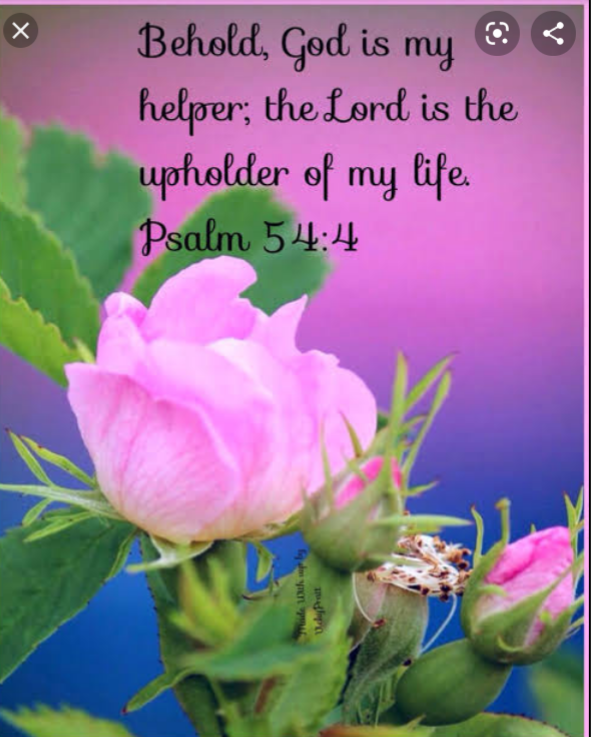 Behold, God is my
helper; the Lord is the
upholder of my life.
Psalm 54:4